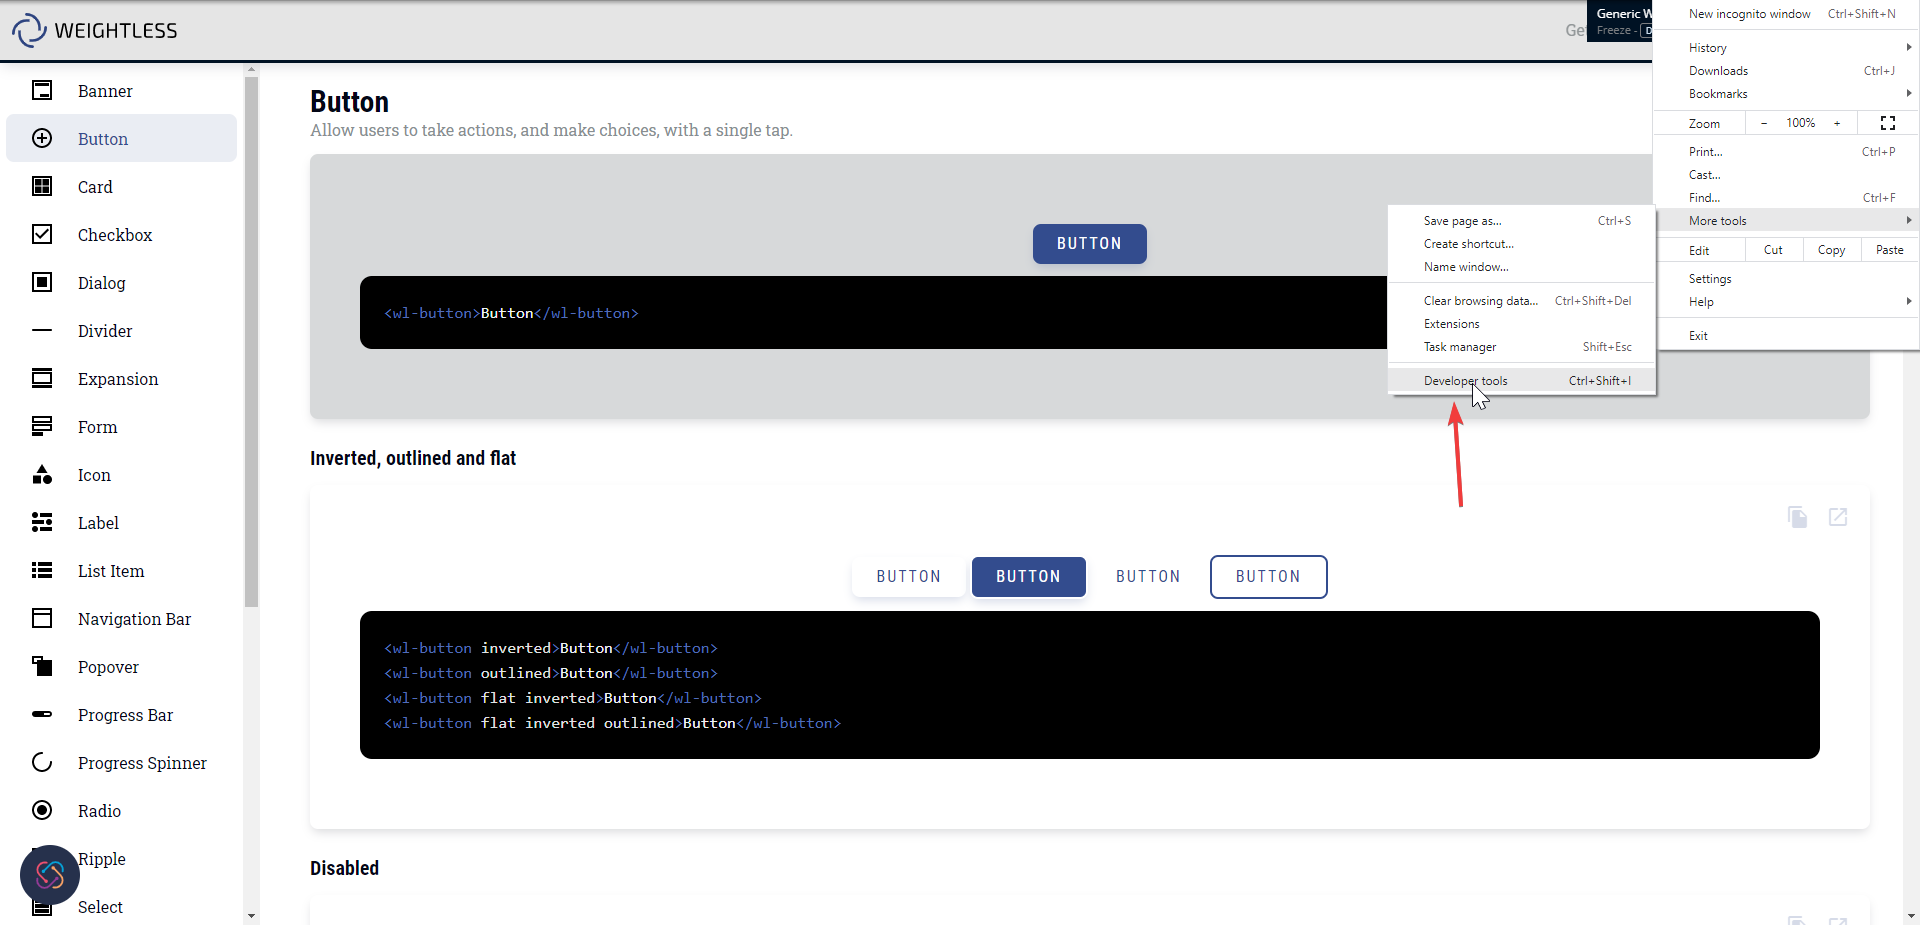 WEIGHTLESS
Ge
Generic W
Freeze - D
New incognito window Ctrl+Shift+N
History
Downloads Ctrl+J
Bookmarks
Zoom − 100% +
Print... Ctrl+P
Cast...
Find... Ctrl+F
More tools
Edit Cut Copy Paste
Settings
Help
Exit
Save page as... Ctrl+S
Create shortcut...
Name window...
Clear browsing data... Ctrl+Shift+Del
Extensions
Task manager Shift+Esc
Developer tools Ctrl+Shift+I
Banner
Button
Card
Checkbox
Dialog
Divider
Expansion
Form
Icon
Label
List Item
Navigation Bar
Popover
Progress Bar
Progress Spinner
Radio
Ripple
Select
Button
Allow users to take actions, and make choices, with a single tap.
BUTTON
<wl-button>Button</wl-button>
Inverted, outlined and flat
BUTTON BUTTON BUTTON BUTTON
<wl-button inverted>Button</wl-button>
<wl-button outlined>Button</wl-button>
<wl-button flat inverted>Button</wl-button>
<wl-button flat inverted outlined>Button</wl-button>
Disabled